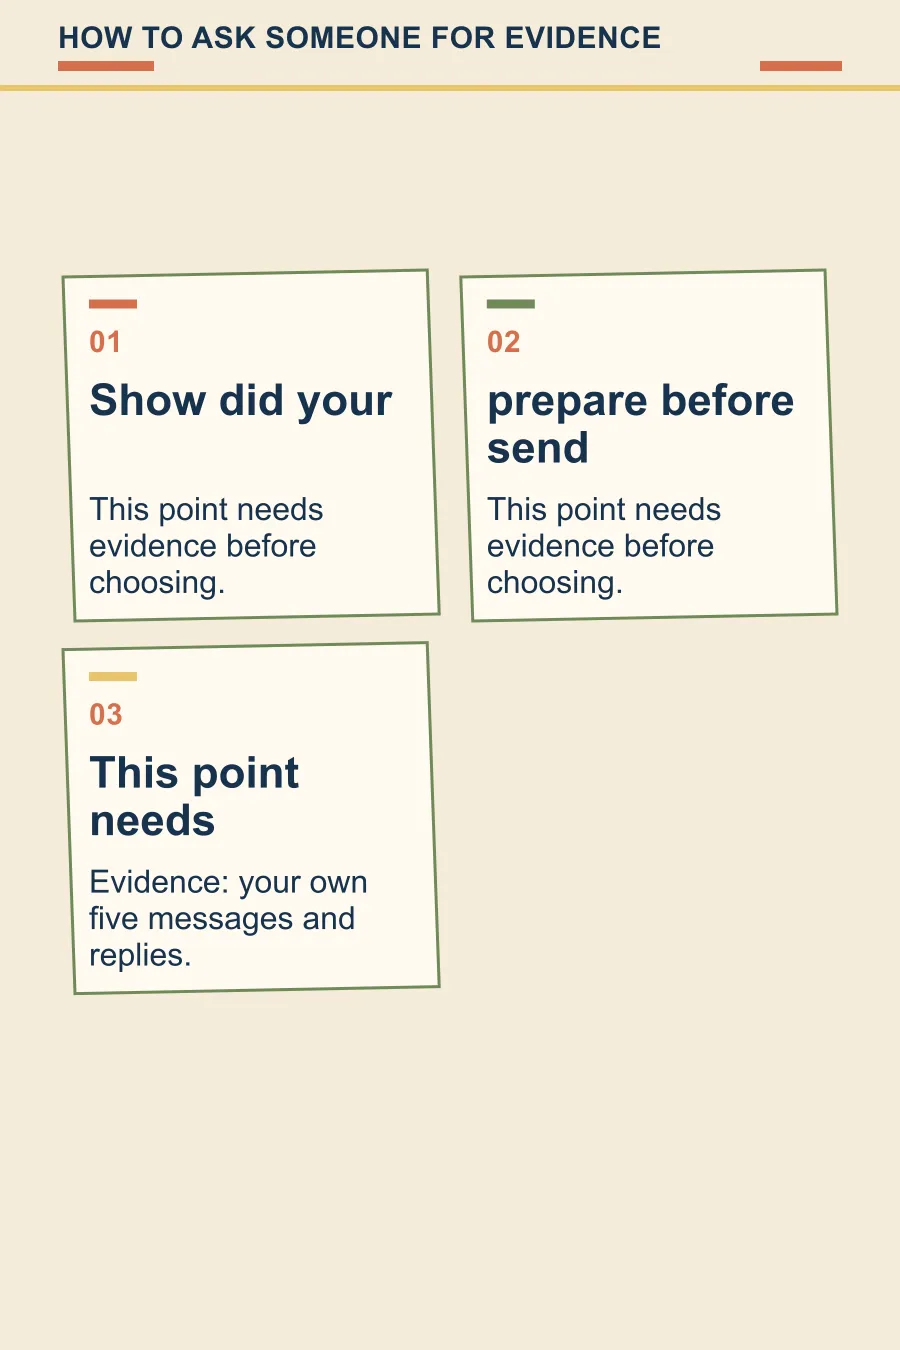 HOW TO ASK SOMEONE FOR EVIDENCE
01
Show did your
This point needs
evidence before
choosing.
02
prepare before
send
This point needs
evidence before
choosing.
03
This point
needs
Evidence: your own
five messages and
replies.